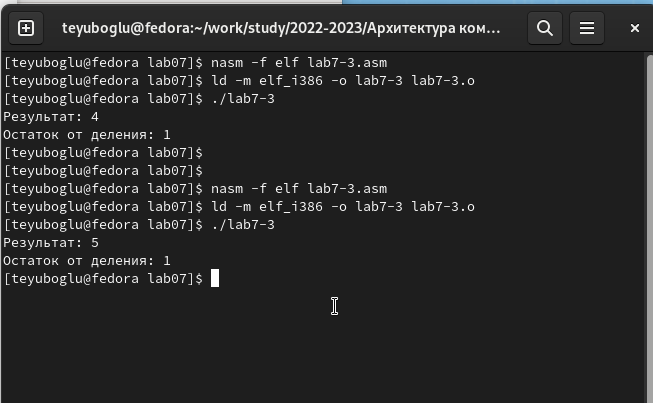 teyuboglu@fedora:~/work/study/2022-2023/Архитектура ком...
[teyuboglu@fedora lab07]$ nasm -f elf lab7-3.asm
[teyuboglu@fedora lab07]$ ld -m elf_i386 -o lab7-3 lab7-3.o
[teyuboglu@fedora lab07]$ ./lab7-3
Результат: 4
Остаток от деления: 1
[teyuboglu@fedora lab07]$
[teyuboglu@fedora lab07]$
[teyuboglu@fedora lab07]$ nasm -f elf lab7-3.asm
[teyuboglu@fedora lab07]$ ld -m elf_i386 -o lab7-3 lab7-3.o
[teyuboglu@fedora lab07]$ ./lab7-3
Результат: 5
Остаток от деления: 1
[teyuboglu@fedora lab07]$